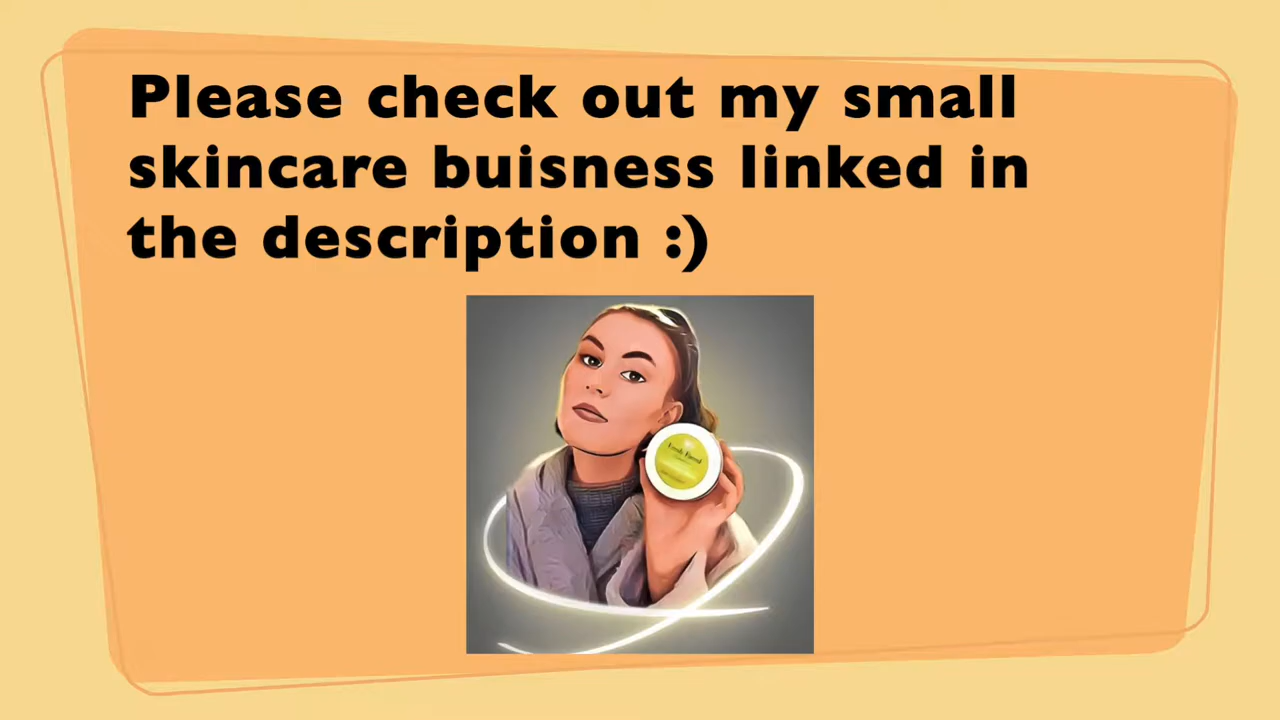 Please check out my small
skincare buisness linked in
the description :)